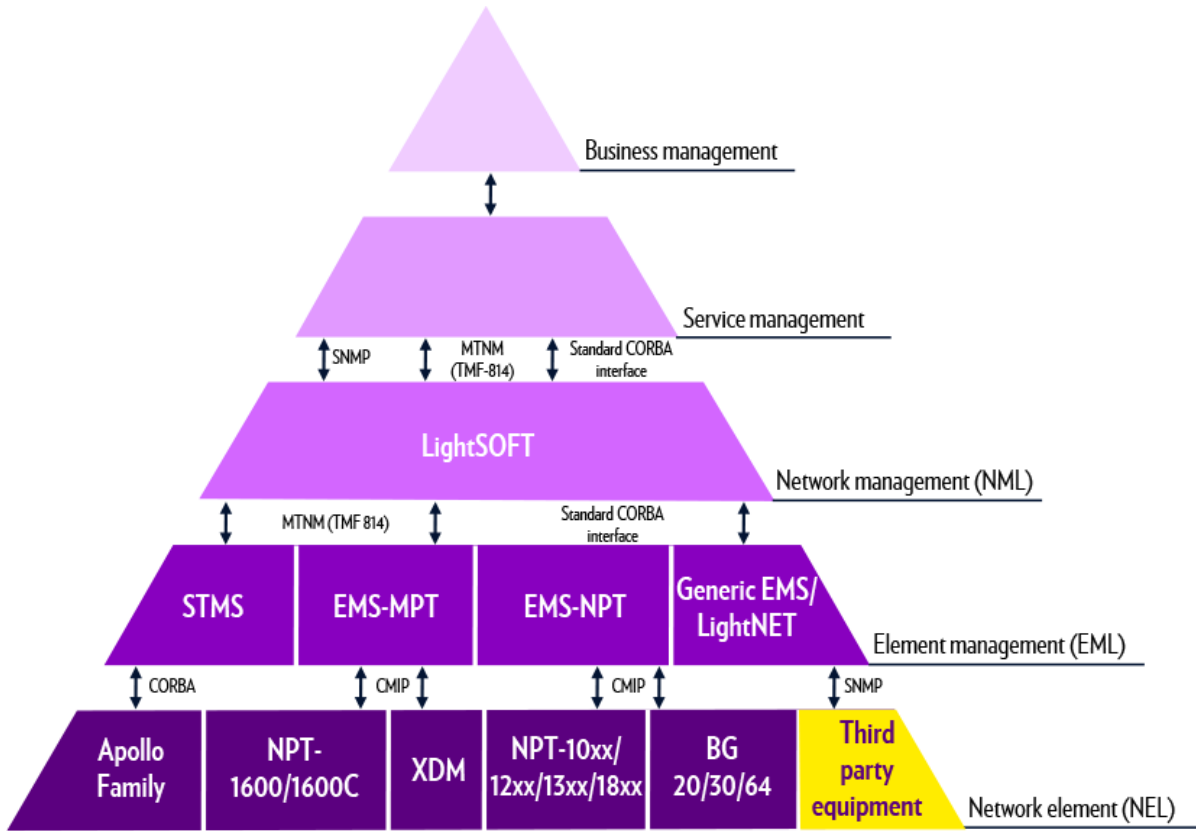 Business management
Service management
SNMP
MTNM
(TMF-814)
Standard CORBA
interface
LightSOFT
Network management (NML)
MTNM (TMF 814)
Standard CORBA
interface
STMS
EMS-MPT
EMS-NPT
Generic EMS/
LightNET
Element management (EML)
CORBA
CMIP
CMIP
SNMP
Apollo
Family
NPT-
1600/1600C
XDM
NPT-10xx/
12xx/13xx/18xx
BG
20/30/64
Third
party
equipment
Network element (NEL)